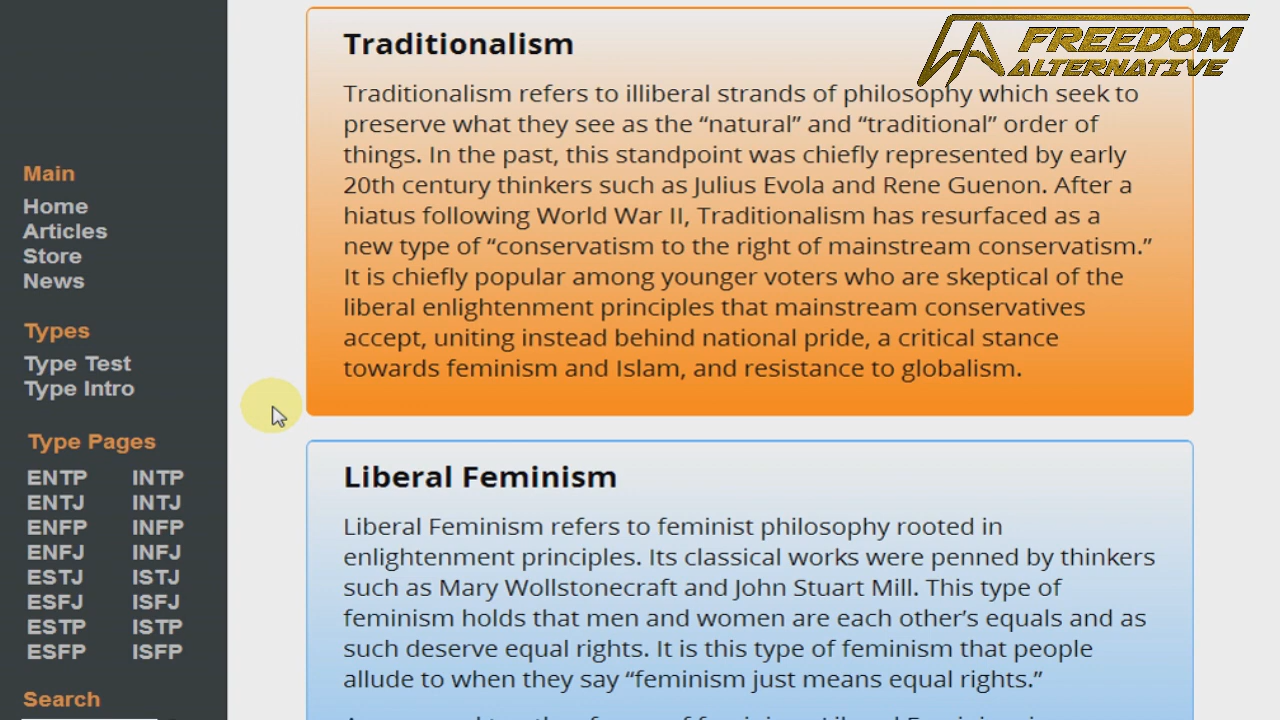 FREEDOM
ALTERNATIVE
Main
Home
Articles
Store
News
Types
Type Test
Type Intro
Type Pages
ENTP INTP
ENTJ INTJ
ENFP INFP
ENFJ INFJ
ESTJ ISTJ
ESFJ ISFJ
ESTP ISTP
ESFP ISFP
Search
Traditionalism
Traditionalism refers to illiberal strands of philosophy which seek to
preserve what they see as the “natural” and “traditional” order of
things. In the past, this standpoint was chiefly represented by early
20th century thinkers such as Julius Evola and Rene Guenon. After a
hiatus following World War II, Traditionalism has resurfaced as a
new type of “conservatism to the right of mainstream conservatism.”
It is chiefly popular among younger voters who are skeptical of the
liberal enlightenment principles that mainstream conservatives
accept, uniting instead behind national pride, a critical stance
towards feminism and Islam, and resistance to globalism.
Liberal Feminism
Liberal Feminism refers to feminist philosophy rooted in
enlightenment principles. Its classical works were penned by thinkers
such as Mary Wollstonecraft and John Stuart Mill. This type of
feminism holds that men and women are each other’s equals and as
such deserve equal rights. It is this type of feminism that people
allude to when they say “feminism just means equal rights.”